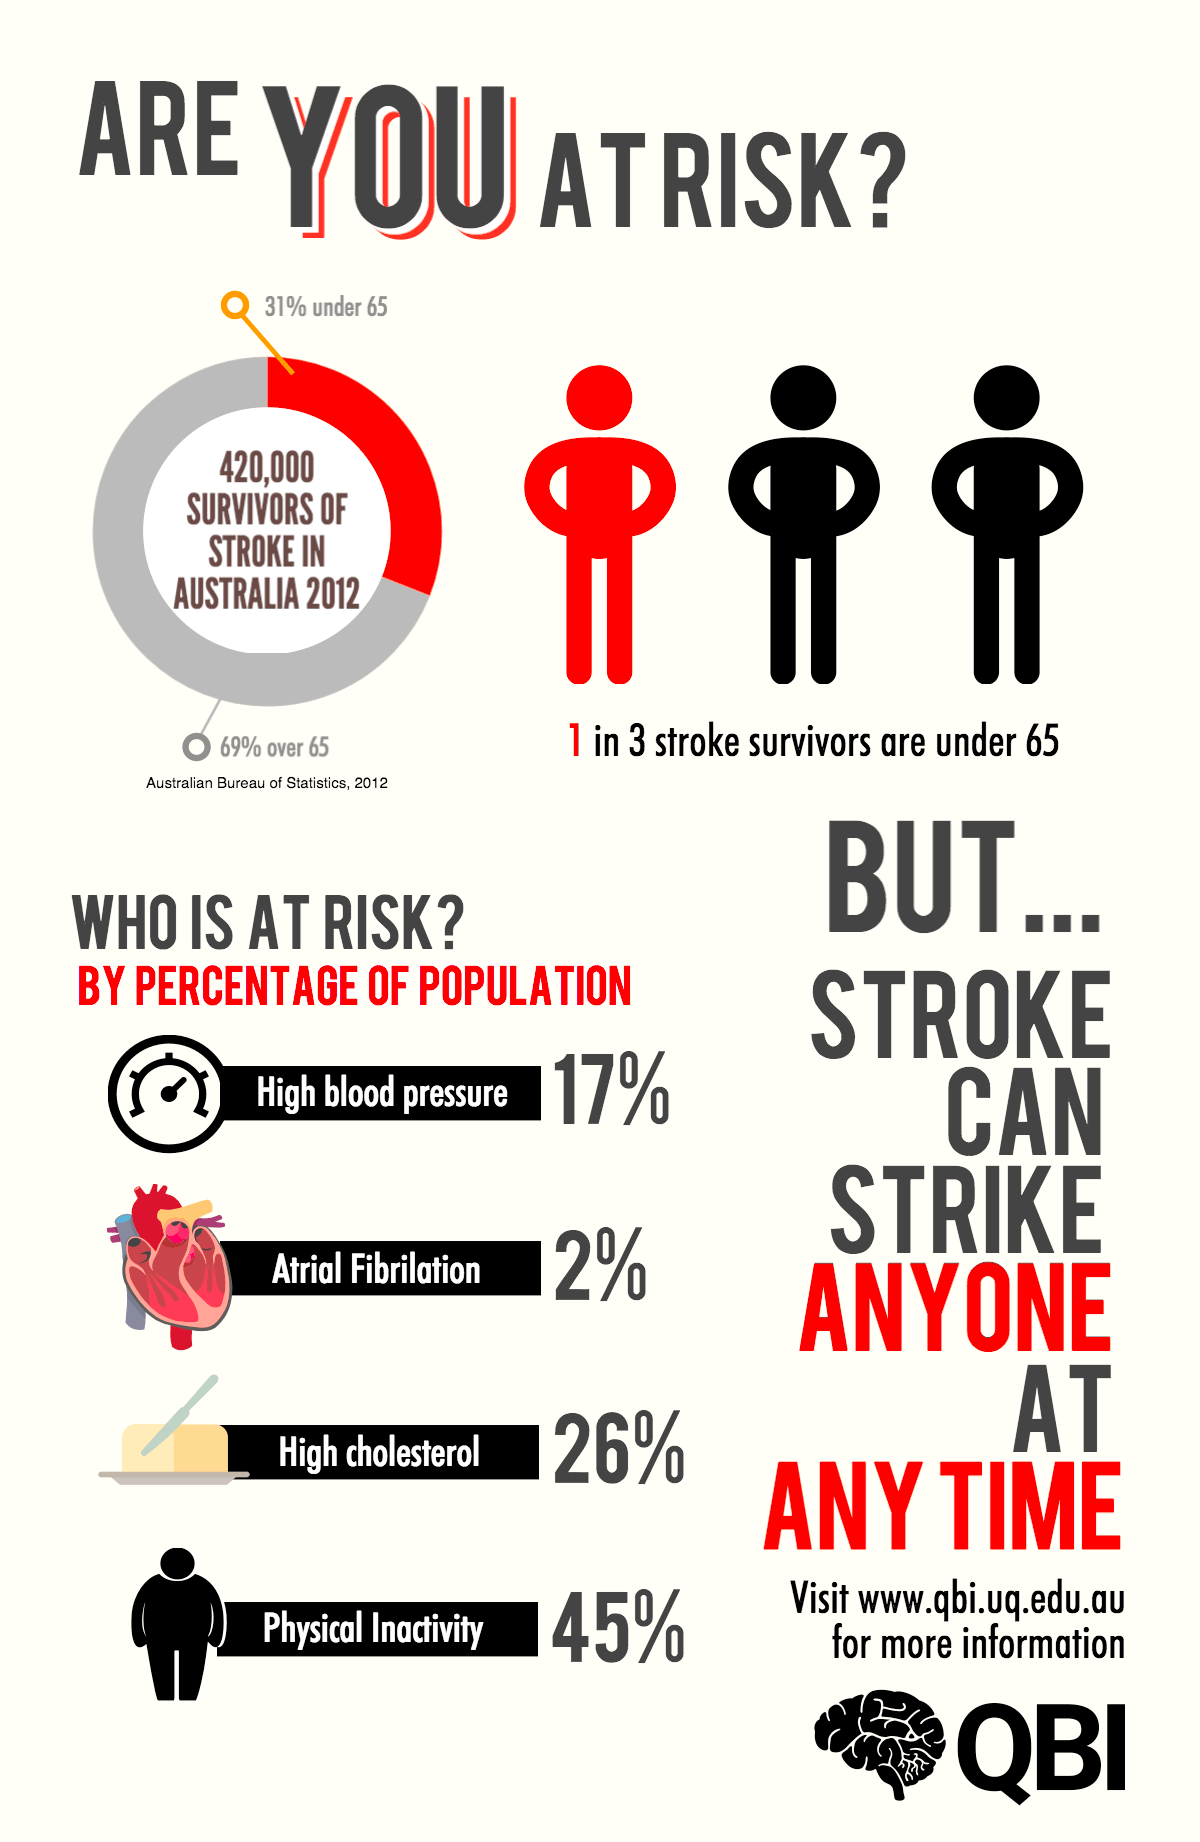 ARE YOU AT RISK?
31% under 65
420,000
SURVIVORS OF
STROKE IN
AUSTRALIA 2012
69% over 65
Australian Bureau of Statistics, 2012
1 in 3 stroke survivors are under 65
WHO IS AT RISK?
BY PERCENTAGE OF POPULATION
High blood pressure 17%
Atrial Fibrilation 2%
High cholesterol 26%
Physical Inactivity 45%
BUT...
STROKE
CAN
STRIKE
ANYONE
AT
ANY TIME
Visit www.qbi.uq.edu.au
for more information
QBI